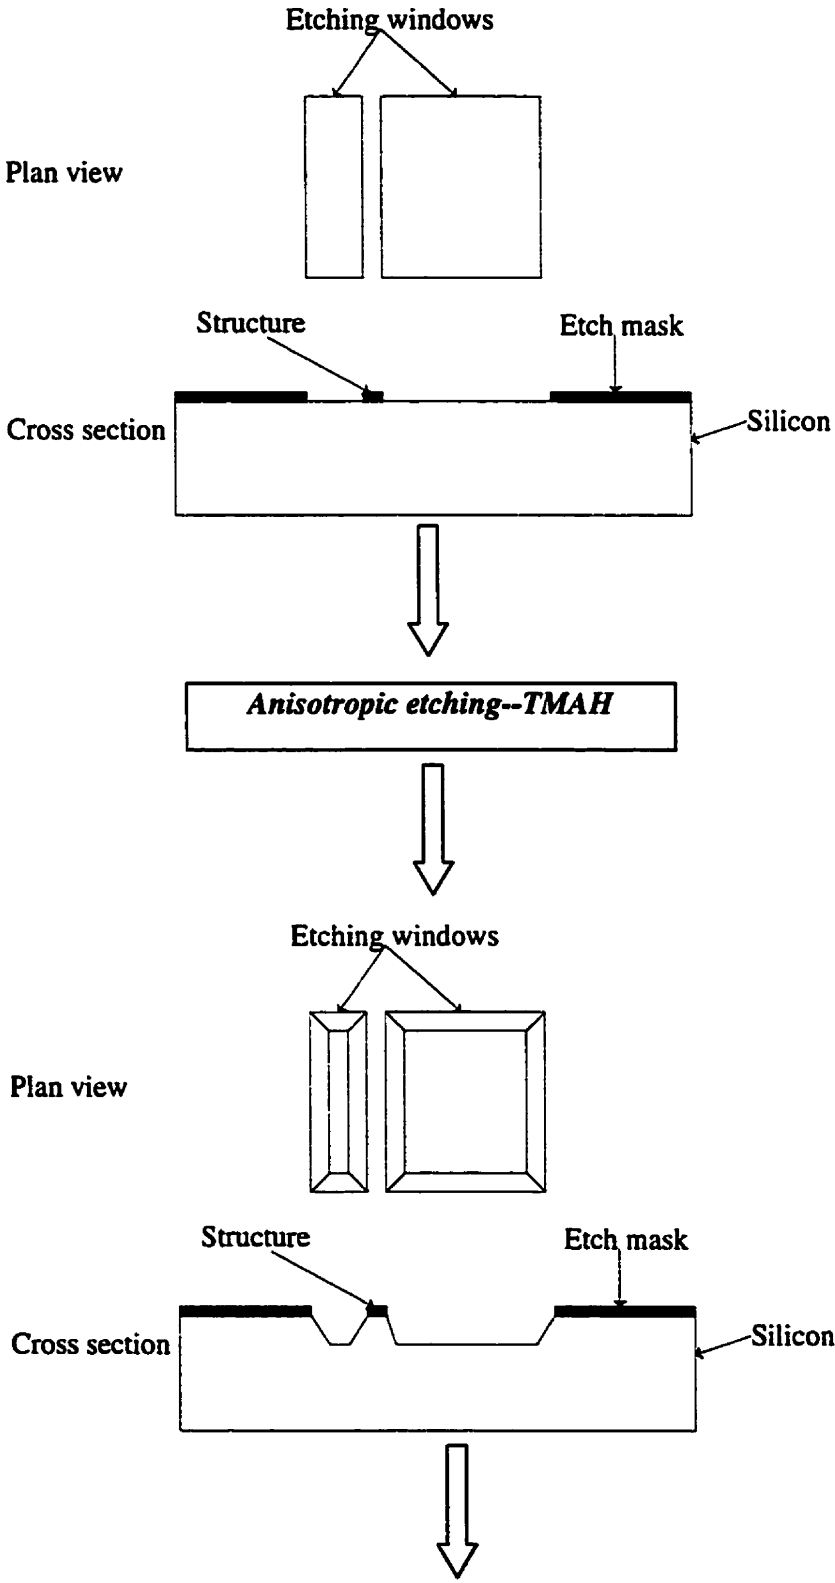 Etching windows
Plan view
Structure
Etch mask
Cross section
Silicon
Anisotropic etching--TMAH
Etching windows
Plan view
Structure
Etch mask
Cross section
Silicon